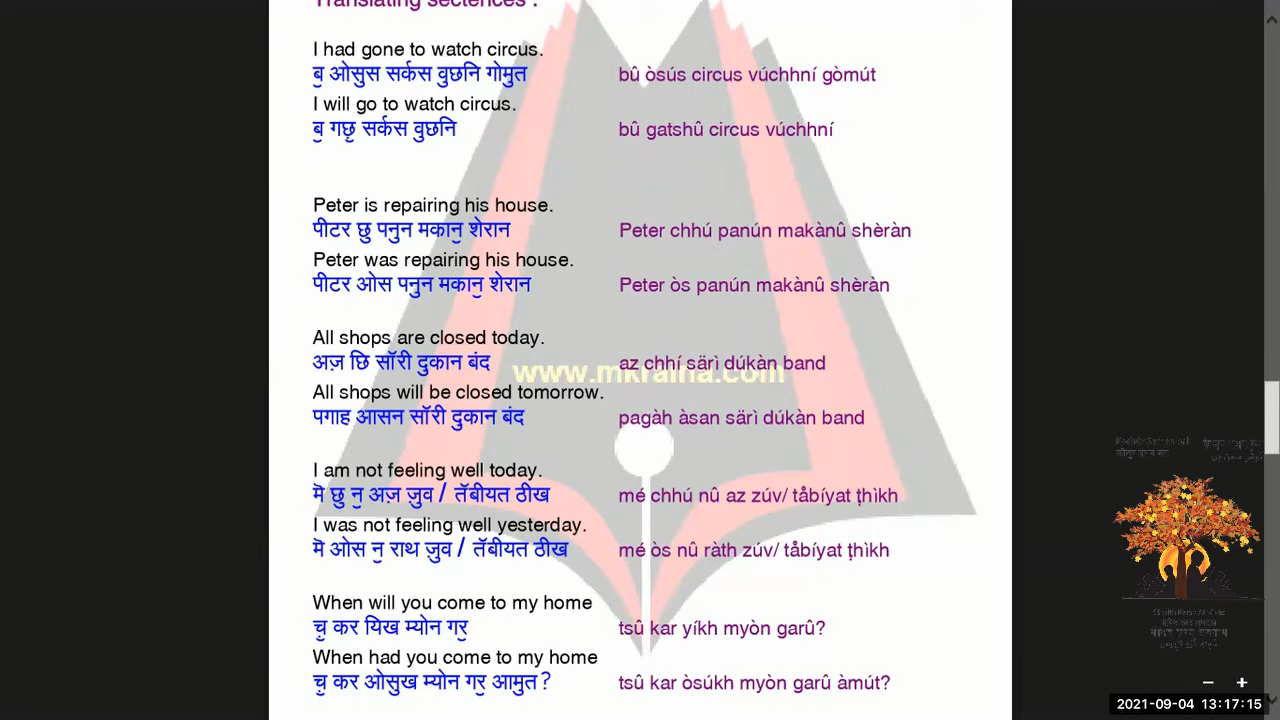 Translating sectences :
I had gone to watch circus.
ब॒ ओसुस सर्कस वुछनि गोमुत bû òsús circus vúchhní gòmút
I will go to watch circus.
ब॒ गछ़॒ सर्कस वुछनि bû gatshû circus vúchhní
Peter is repairing his house.
पीटर छु पनुन मकान॒ शेरान Peter chhú panún makànû shèràn
Peter was repairing his house.
पीटर ओस पनुन मकान॒ शेरान Peter òs panún makànû shèràn
All shops are closed today.
अज़ छि सॉरी दुकान बंद az chhí särì dúkàn band
www.mkraina.com
All shops will be closed tomorrow.
पगाह आसन सॉरी दुकान बंद pagàh àsan särì dúkàn band
I am not feeling well today.
मॆ छु न॒ अज़ ज़ुव / तॅबीयत ठीख mé chhú nû az zúv/ tåbíyat ṭhìkh
I was not feeling well yesterday.
मॆ ओस न॒ राथ ज़ुव / तॅबीयत ठीख mé òs nû ràth zúv/ tåbíyat ṭhìkh
When will you come to my home
च़॒ कर यिख म्योन गर॒ tsû kar yíkh myòn garû?
When had you come to my home
च़॒ कर ओसुख म्योन गर॒ आमुत? tsû kar òsúkh myòn garû àmút?
2021-09-04 13:17:15